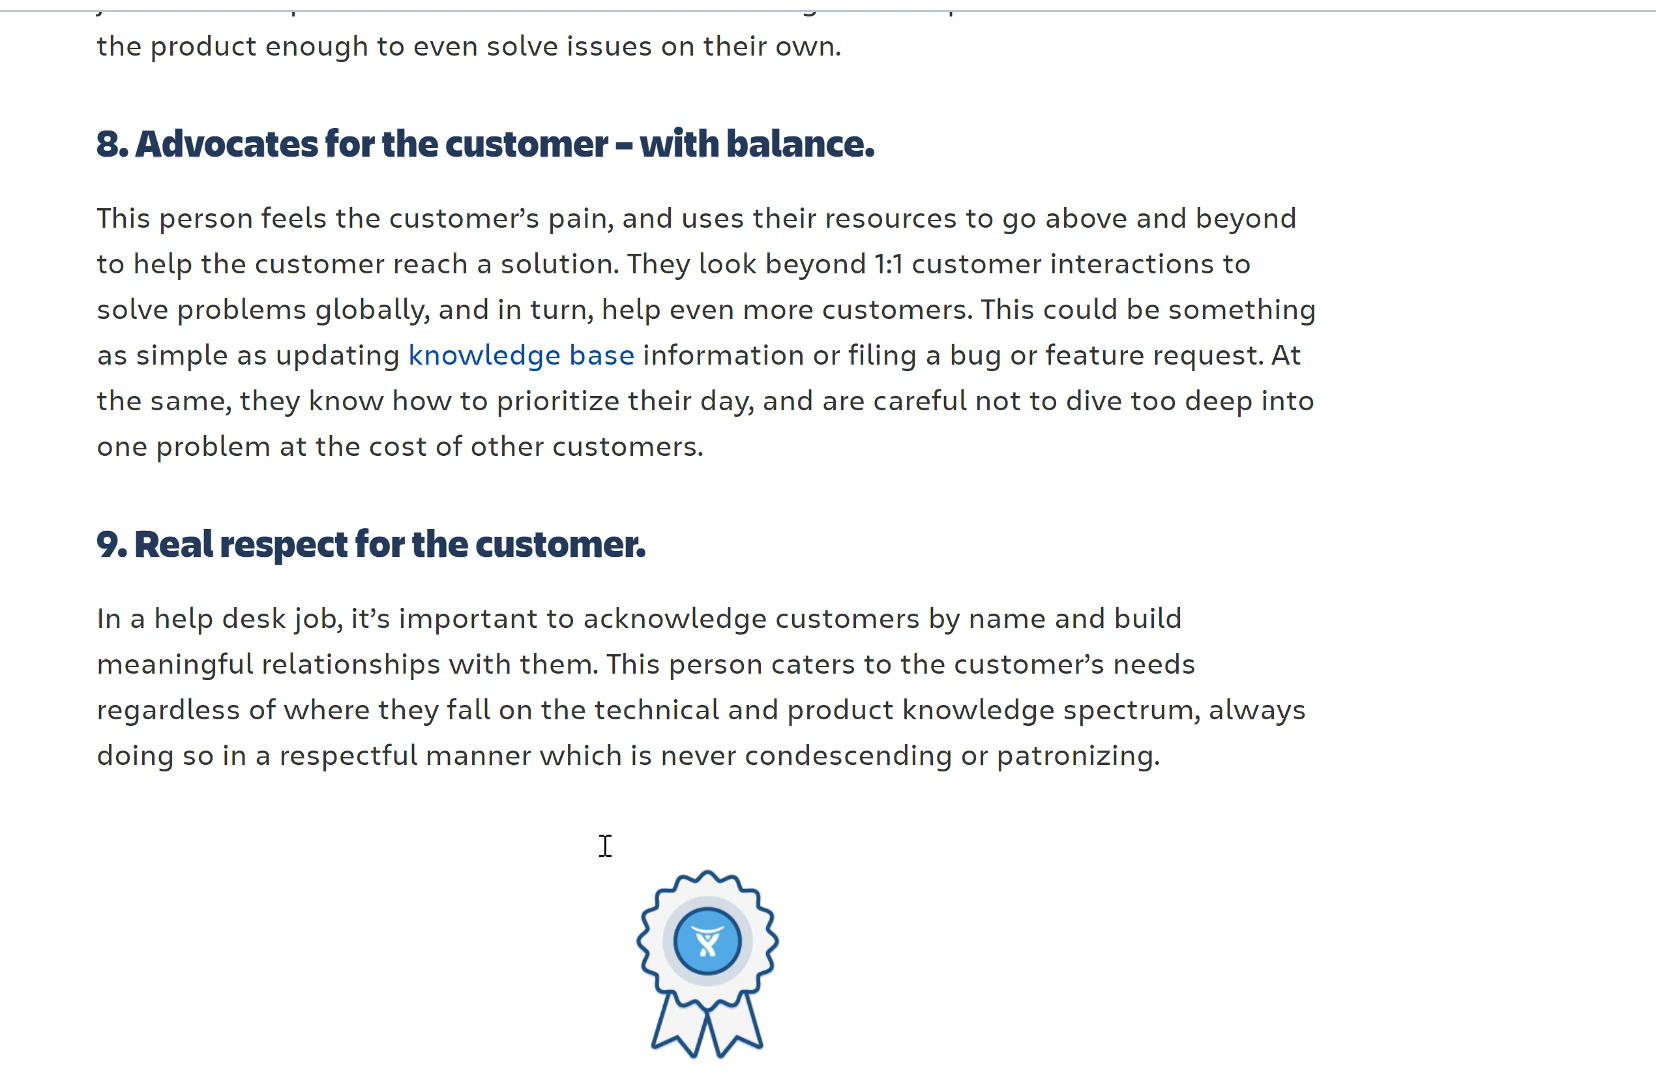 the product enough to even solve issues on their own.
8. Advocates for the customer – with balance.
This person feels the customer’s pain, and uses their resources to go above and beyond
to help the customer reach a solution. They look beyond 1:1 customer interactions to
solve problems globally, and in turn, help even more customers. This could be something
as simple as updating knowledge base information or filing a bug or feature request. At
the same, they know how to prioritize their day, and are careful not to dive too deep into
one problem at the cost of other customers.
9. Real respect for the customer.
In a help desk job, it’s important to acknowledge customers by name and build
meaningful relationships with them. This person caters to the customer’s needs
regardless of where they fall on the technical and product knowledge spectrum, always
doing so in a respectful manner which is never condescending or patronizing.